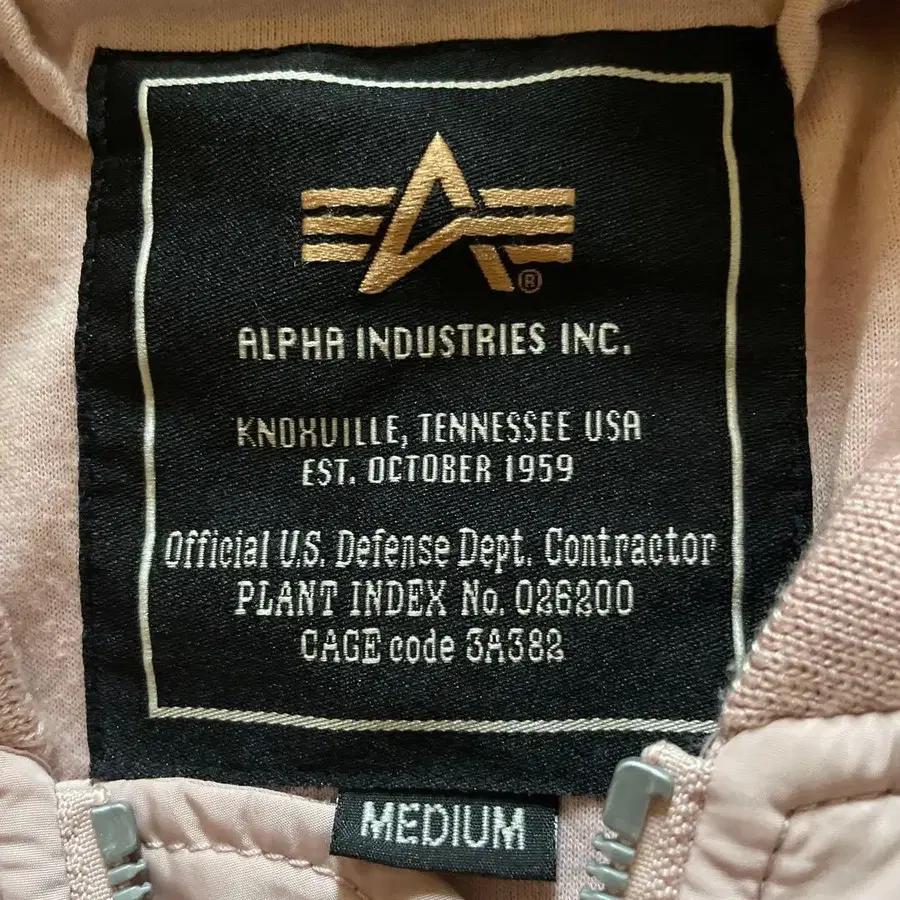 ®
ALPHA INDUSTRIES INC.
KNOXVILLE, TENNESSEE USA
EST. OCTOBER 1959
Official U.S. Defense Dept. Contractor
PLANT INDEX No. 026200
CAGE code 3A382
MEDIUM